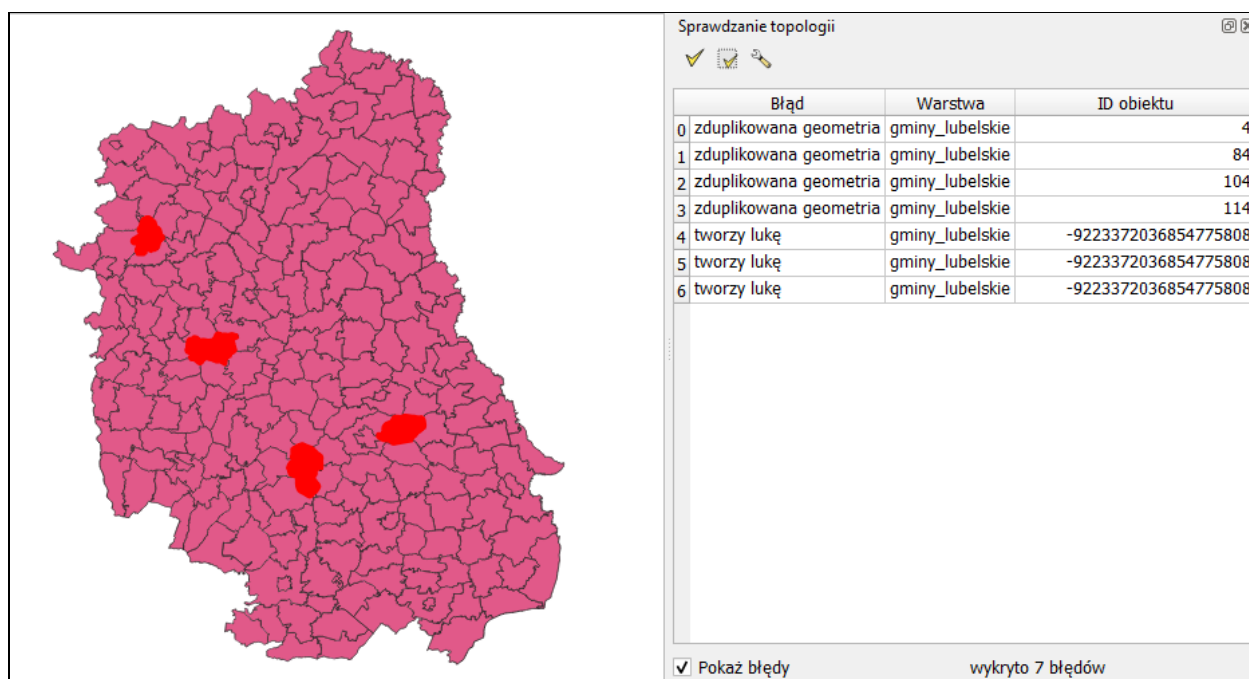 Sprawdzanie topologii
Błąd Warstwa ID obiektu
0 zduplikowana geometria gminy_lubelskie 4
1 zduplikowana geometria gminy_lubelskie 84
2 zduplikowana geometria gminy_lubelskie 104
3 zduplikowana geometria gminy_lubelskie 114
4 tworzy lukę gminy_lubelskie -9223372036854775808
5 tworzy lukę gminy_lubelskie -9223372036854775808
6 tworzy lukę gminy_lubelskie -9223372036854775808
Pokaż błędy wykryto 7 błędów